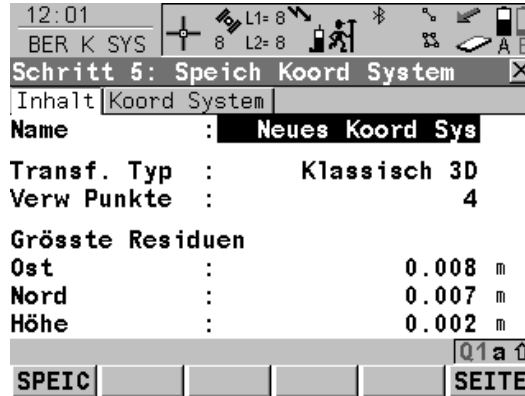 12:01 L1= 8
BER K SYS 8 L2= 8 A B
Schritt 5: Speich Koord System
Inhalt Koord System
Name : Neues Koord Sys
Transf. Typ : Klassisch 3D
Verw Punkte : 4
Grösste Residuen
Ost : 0.008 m
Nord : 0.007 m
Höhe : 0.002 m
Q1 a
SPEIC SEITE